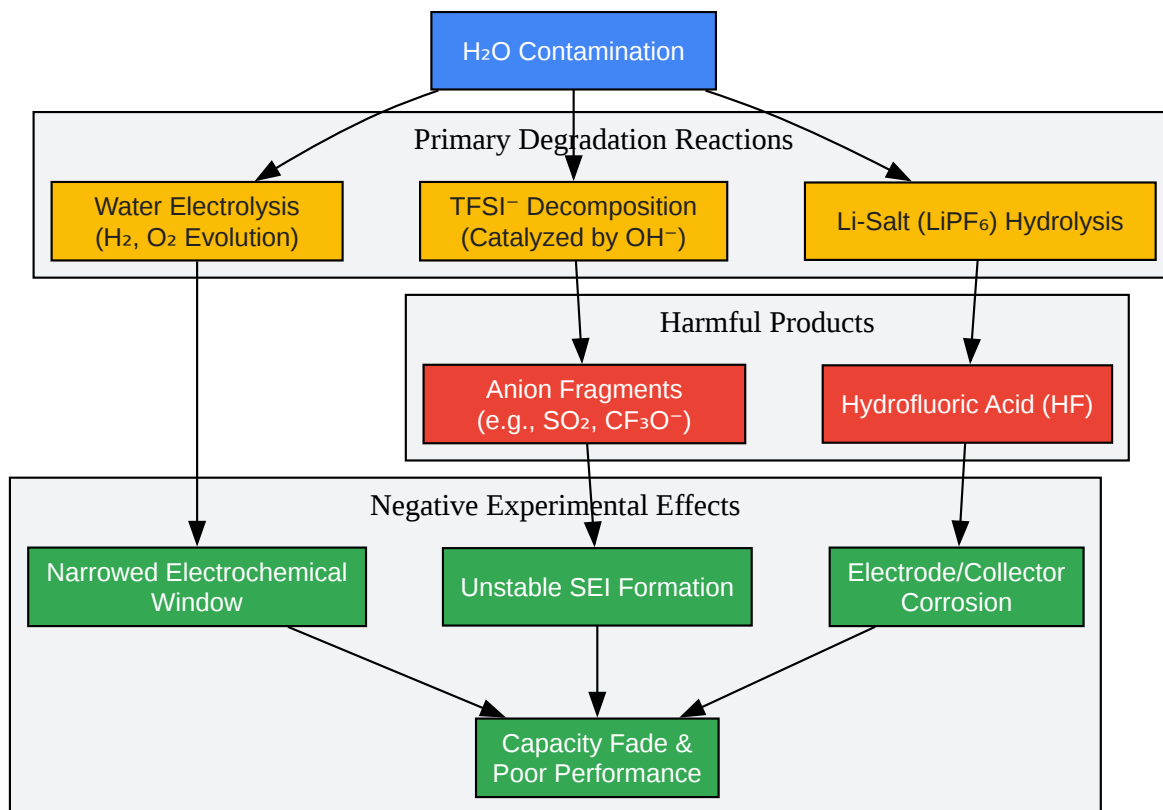 H₂O Contamination
Primary Degradation Reactions
Water Electrolysis
(H₂, O₂ Evolution)
TFSI⁻ Decomposition
(Catalyzed by OH⁻)
Li-Salt (LiPF₆) Hydrolysis
Harmful Products
Anion Fragments
(e.g., SO₂, CF₃O⁻)
Hydrofluoric Acid (HF)
Negative Experimental Effects
Narrowed Electrochemical
Window
Unstable SEI Formation
Electrode/Collector
Corrosion
Capacity Fade &
Poor Performance